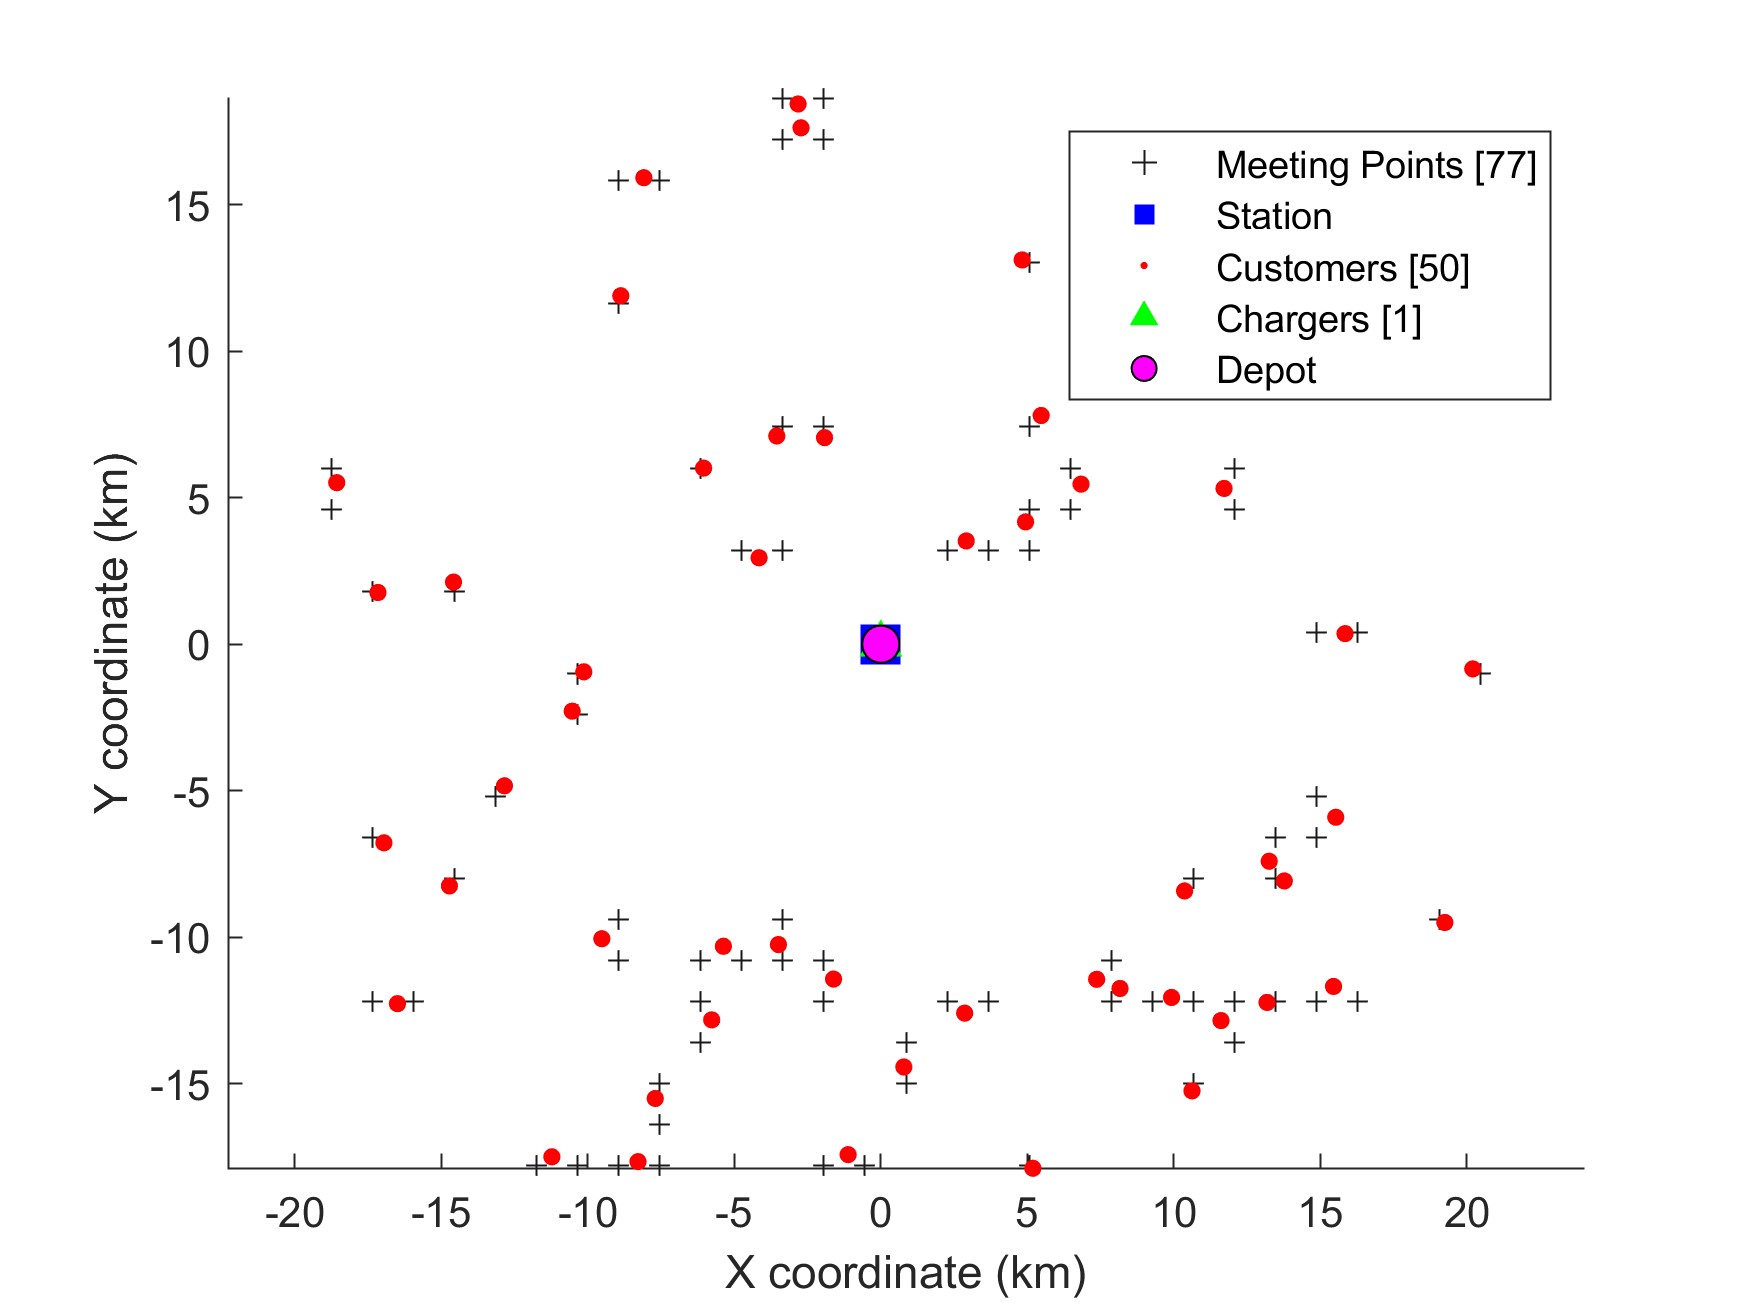 15
10
5
0
-5
-10
-15
-20 -15 -10 -5 0 5 10 15 20
X coordinate (km)
Y coordinate (km)
Meeting Points [77]
Station
Customers [50]
Chargers [1]
Depot